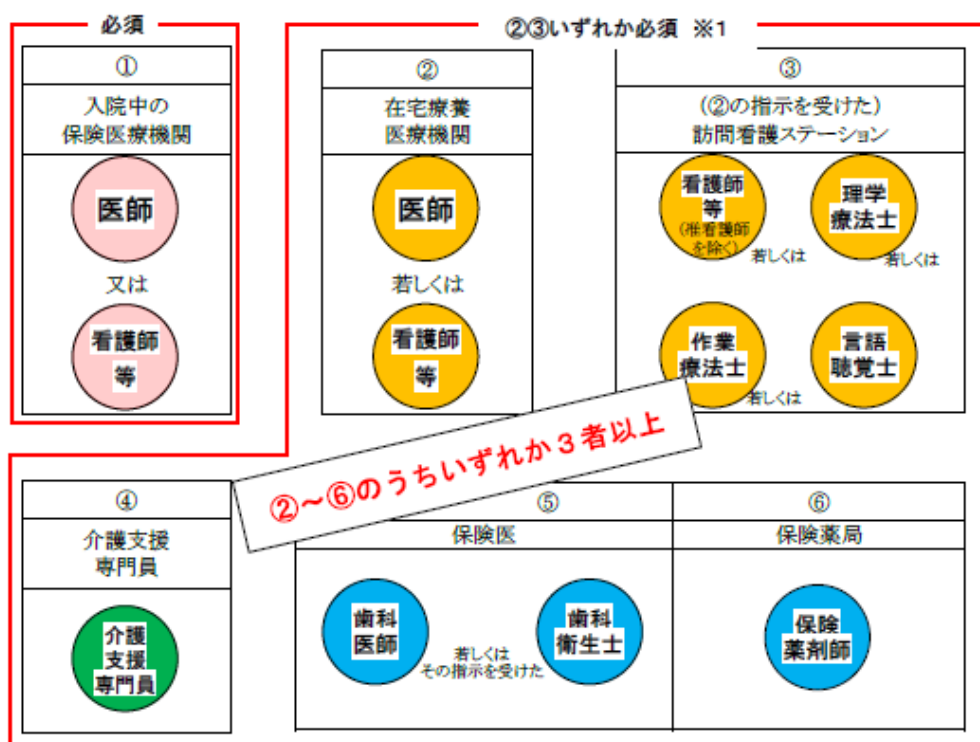 必須
①
入院中の
保険医療機関
医師
又は
看護師
等
②③いずれか必須 ※1
②
在宅療養
医療機関
医師
若しくは
看護師
等
③
(②の指示を受けた)
訪問看護ステーション
看護師
等
(准看護師
を除く)
若しくは
理学
療法士
若しくは
作業
療法士
若しくは
言語
聴覚士
②～⑥のうちいずれか3者以上
④
介護支援
専門員
介護
支援
専門員
⑤
保険医
歯科
医師
若しくは
その指示を受けた
歯科
衛生士
⑥
保険薬局
保険
薬剤師